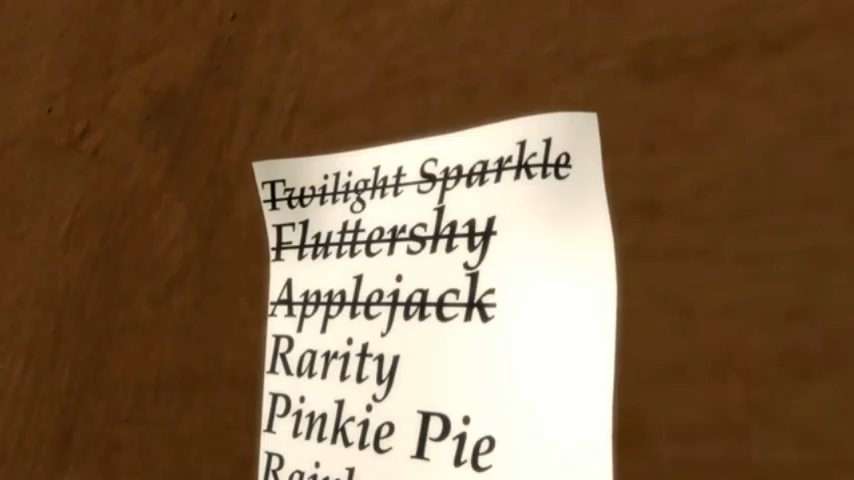 Twilight Sparkle
Fluttershy
Applejack
Rarity
Pinkie Pie